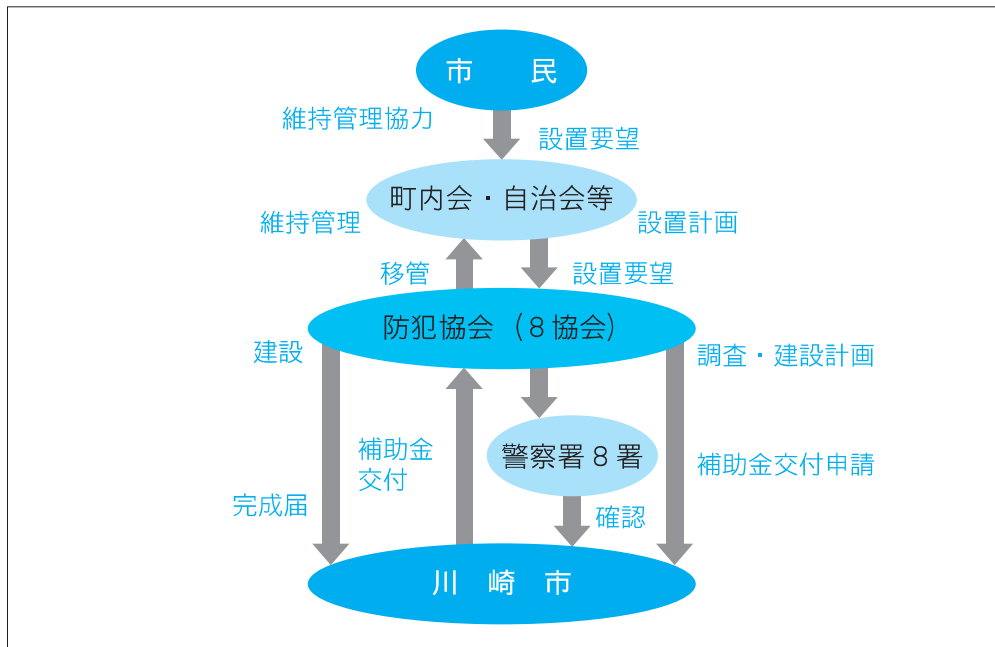 市　民
維持管理協力
設置要望
町内会・自治会等
維持管理
設置計画
移管
設置要望
防犯協会（8協会）
建設
調査・建設計画
補助金
交付
警察署8署
補助金交付申請
完成届
確認
川　崎　市